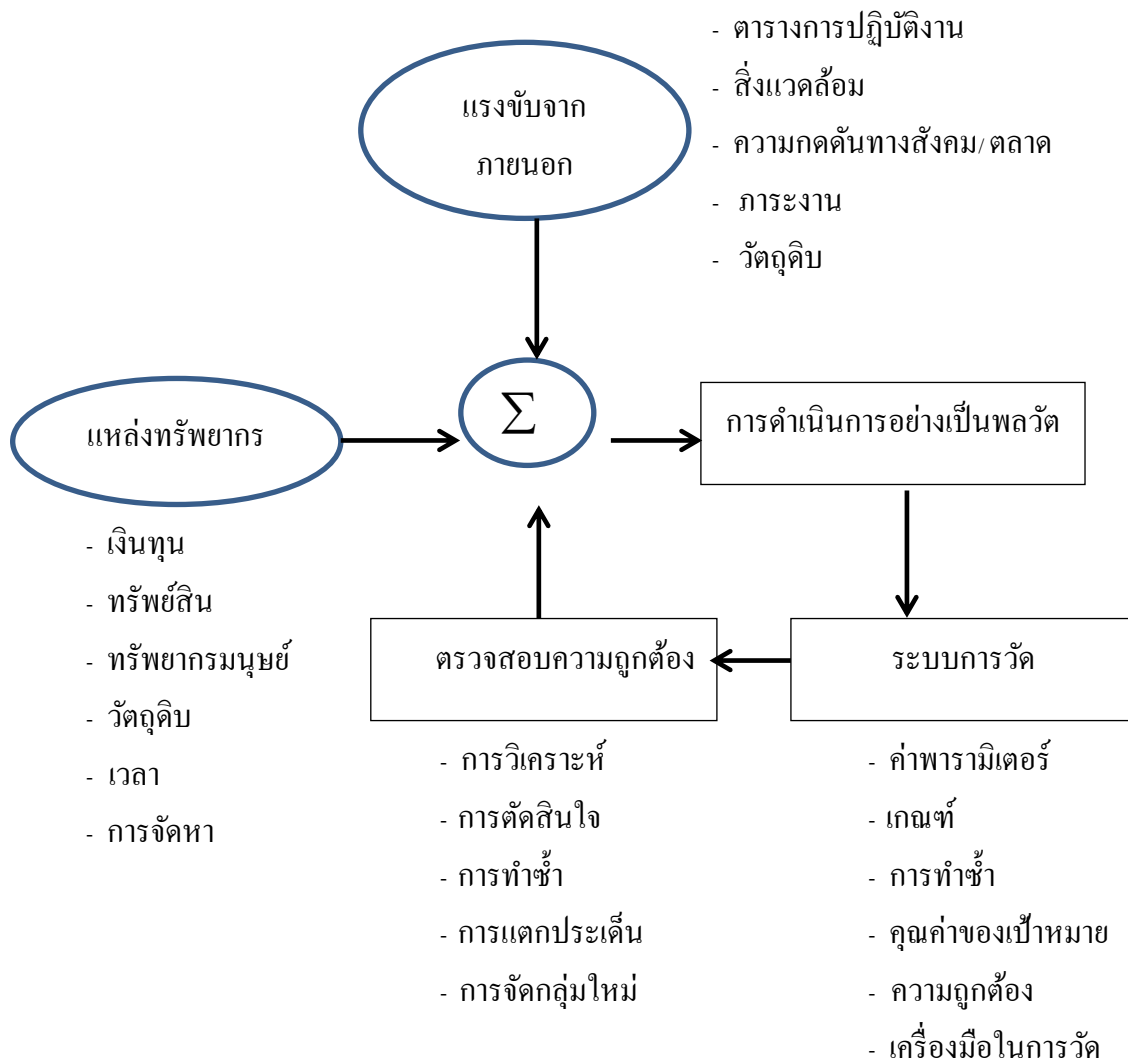 แรงขับจาก
ภายนอก
- ตารางการปฏิบัติงาน
- สิ่งแวดล้อม
- ความกดดันทางสังคม/ ตลาด
- ภาระงาน
- วัตถุดิบ
แหล่งทรัพยากร
∑
การดำเนินการอย่างเป็นพลวัต
- เงินทุน
- ทรัพย์สิน
- ทรัพยากรมนุษย์
- วัตถุดิบ
- เวลา
- การจัดหา
ตรวจสอบความถูกต้อง
- การวิเคราะห์
- การตัดสินใจ
- การทำซ้ำ
- การแตกประเด็น
- การจัดกลุ่มใหม่
ระบบการวัด
- ค่าพารามิเตอร์
- เกณฑ์
- การทำซ้ำ
- คุณค่าของเป้าหมาย
- ความถูกต้อง
- เครื่องมือในการวัด